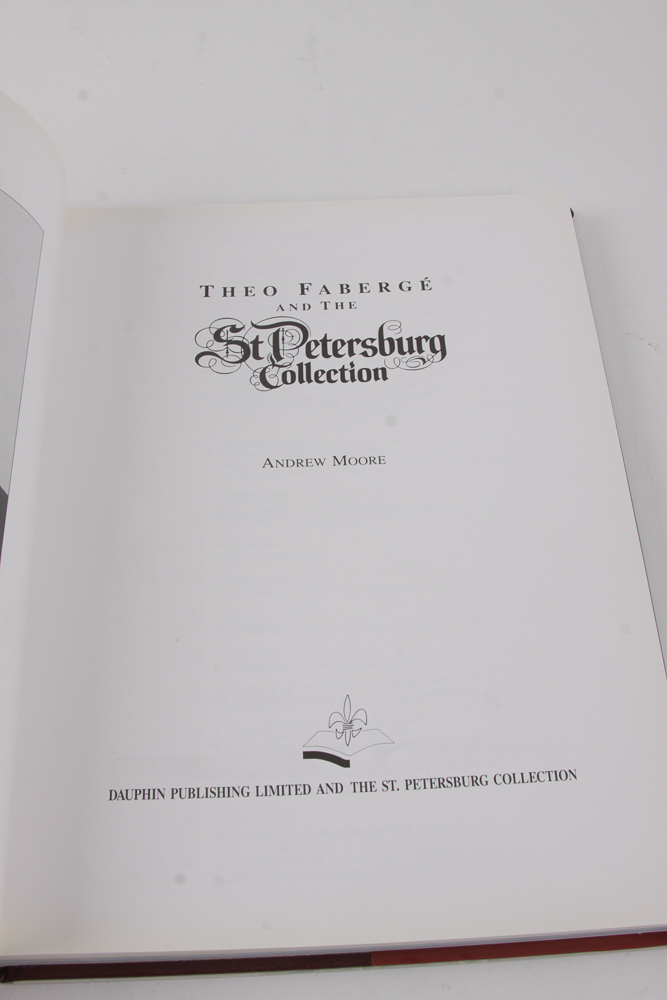 THEO FABERGÉ
AND THE
St Petersburg
Collection
ANDREW MOORE
DAUPHIN PUBLISHING LIMITED AND THE ST. PETERSBURG COLLECTION